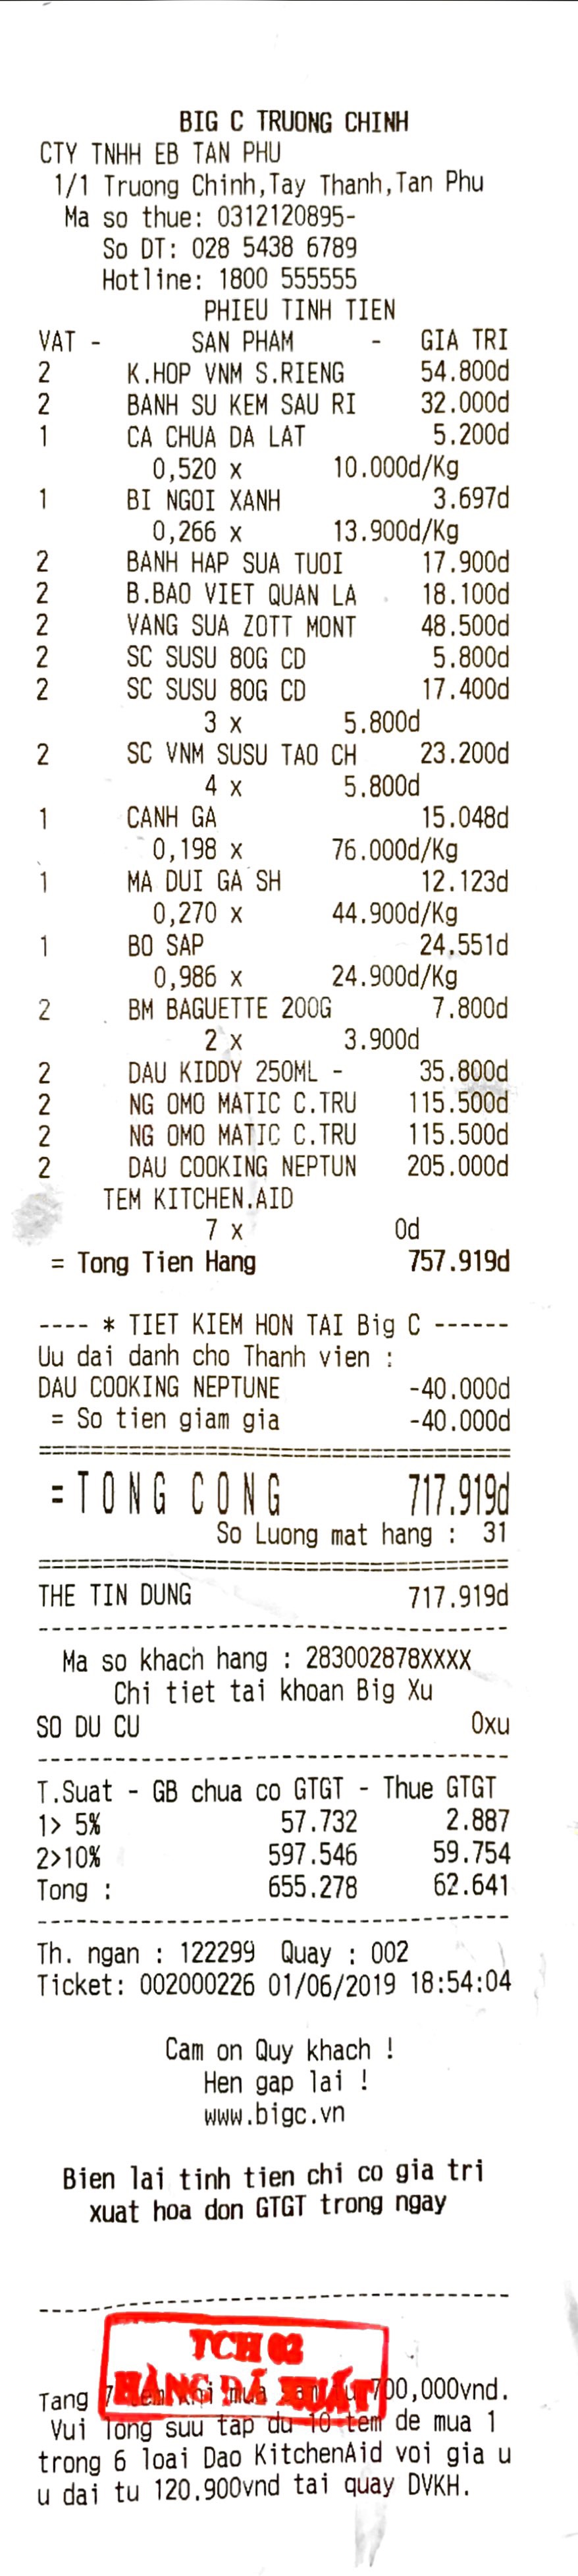 BIG C TRUONG CHINH
CTY TNHH EB TAN PHU
1/1 Truong Chinh,Tay Thanh,Tan Phu
Ma so thue: 0312120895-
So DT: 028 5438 6789
Hotline: 1800 555555
PHIEU TINH TIEN
VAT - SAN PHAM - GIA TRI
2 K.HOP VNM S.RIENG 54.800d
2 BANH SU KEM SAU RI 32.000d
1 CA CHUA DA LAT 5.200d
0,520 x 10.000d/Kg
1 BI NGOI XANH 3.697d
0,266 x 13.900d/Kg
2 BANH HAP SUA TUOI 17.900d
2 B.BAO VIET QUAN LA 18.100d
2 VANG SUA ZOTT MONT 48.500d
2 SC SUSU 80G CD 5.800d
2 SC SUSU 80G CD 17.400d
3 x 5.800d
2 SC VNM SUSU TAO CH 23.200d
4 x 5.800d
1 CANH GA 15.048d
0,198 x 76.000d/Kg
1 MA DUI GA SH 12.123d
0,270 x 44.900d/Kg
1 BO SAP 24.551d
0,986 x 24.900d/Kg
2 BM BAGUETTE 200G 7.800d
2 x 3.900d
2 DAU KIDDY 250ML - 35.800d
2 NG OMO MATIC C.TRU 115.500d
2 NG OMO MATIC C.TRU 115.500d
2 DAU COOKING NEPTUN 205.000d
TEM KITCHEN.AID
7 x 0d
= Tong Tien Hang 757.919d
---- * TIET KIEM HON TAI Big C ------
Uu dai danh cho Thanh vien :
DAU COOKING NEPTUNE -40.000d
= So tien giam gia -40.000d
=TONG CONG 717.919d
So Luong mat hang : 31
THE TIN DUNG 717.919d
Ma so khach hang : 283002878XXXX
Chi tiet tai khoan Big Xu
SO DU CU 0xu
T.Suat - GB chua co GTGT - Thue GTGT
1> 5% 57.732 2.887
2>10% 597.546 59.754
Tong : 655.278 62.641
Th. ngan : 122299 Quay : 002
Ticket: 002000226 01/06/2019 18:54:04
Cam on Quy khach !
Hen gap lai !
www.bigc.vn
Bien lai tinh tien chi co gia tri
xuat hoa don GTGT trong ngay
TCH 02
HÀNG ĐÃ XUẤT
Tang 7 tem khi mua 700,000vnd.
Vui long suu tap du 10 tem de mua 1
trong 6 loai Dao KitchenAid voi gia u
u dai tu 120.900vnd tai quay DVKH.